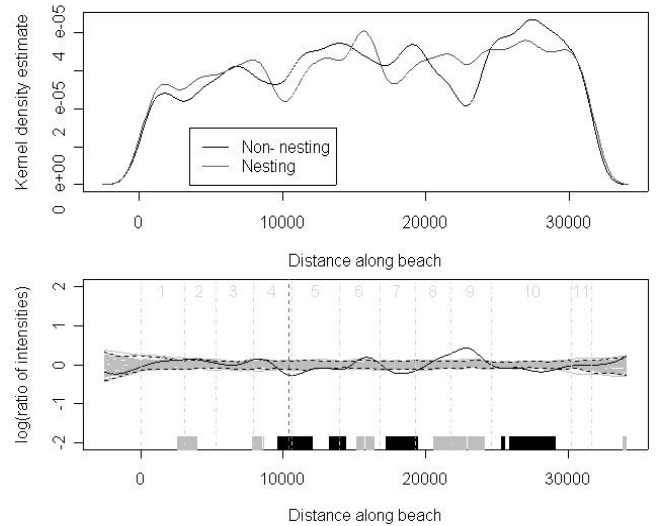 Kernel density estimate
0 e+00 2 e-05 4 e-05
Non- nesting
Nesting
0 10000 20000 30000
Distance along beach
log(ratio of intensities)
2
1 2 3 4 5 6 7 8 9 10 11
1
0
-1
-2
0 10000 20000 30000
Distance along beach